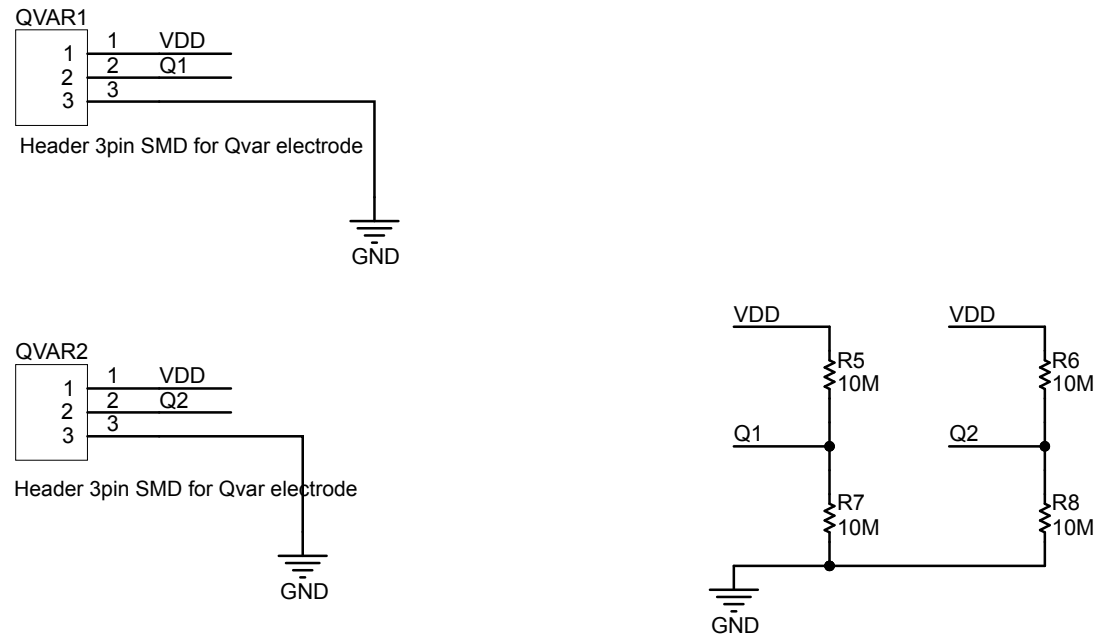 QVAR1
1 1 VDD
2 2 Q1
3 3
Header 3pin SMD for Qvar electrode
GND
QVAR2
1 1 VDD
2 2 Q2
3 3
Header 3pin SMD for Qvar electrode
GND
VDD VDD
R5 R6
10M 10M
Q1 Q2
R7 R8
10M 10M
GND